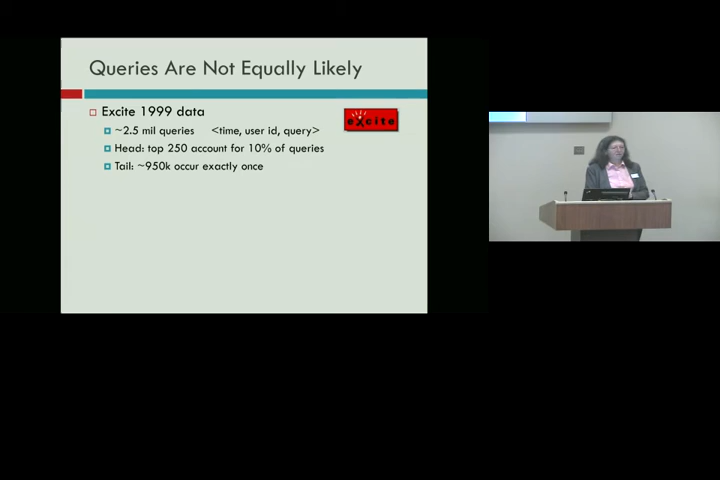 Queries Are Not Equally Likely
Excite 1999 data
~2.5 mil queries <time, user id, query>
excite
Head: top 250 account for 10% of queries
Tail: ~950k occur exactly once